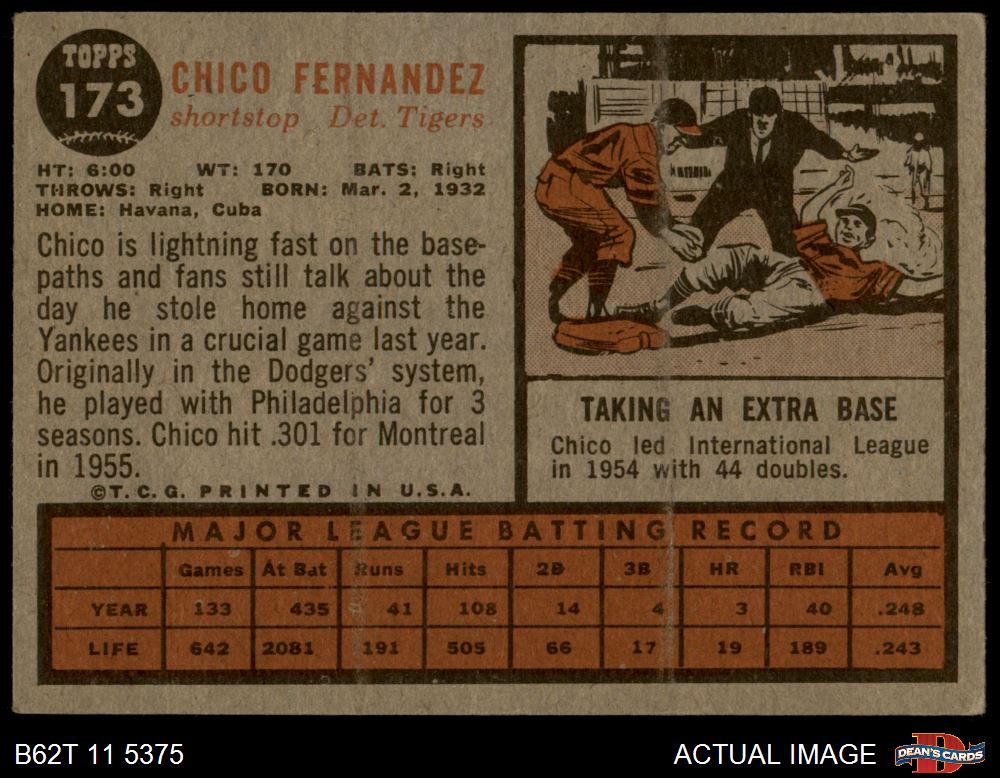 TOPPS
173
CHICO FERNANDEZ
shortstop Det. Tigers
HT: 6:00 WT: 170 BATS: Right
THROWS: Right BORN: Mar. 2, 1932
HOME: Havana, Cuba
Chico is lightning fast on the base-
paths and fans still talk about the
day he stole home against the
Yankees in a crucial game last year.
Originally in the Dodgers' system,
he played with Philadelphia for 3
seasons. Chico hit .301 for Montreal
in 1955.
©T.C.G. PRINTED IN U.S.A.
TAKING AN EXTRA BASE
Chico led International League
in 1954 with 44 doubles.
MAJOR LEAGUE BATTING RECORD
Games At Bat Runs Hits 2B 3B HR RBI Avg
YEAR 133 435 41 108 14 4 3 40 .248
LIFE 642 2081 191 505 66 17 19 189 .243
B62T 11 5375
ACTUAL IMAGE
D
DEAN'S CARDS